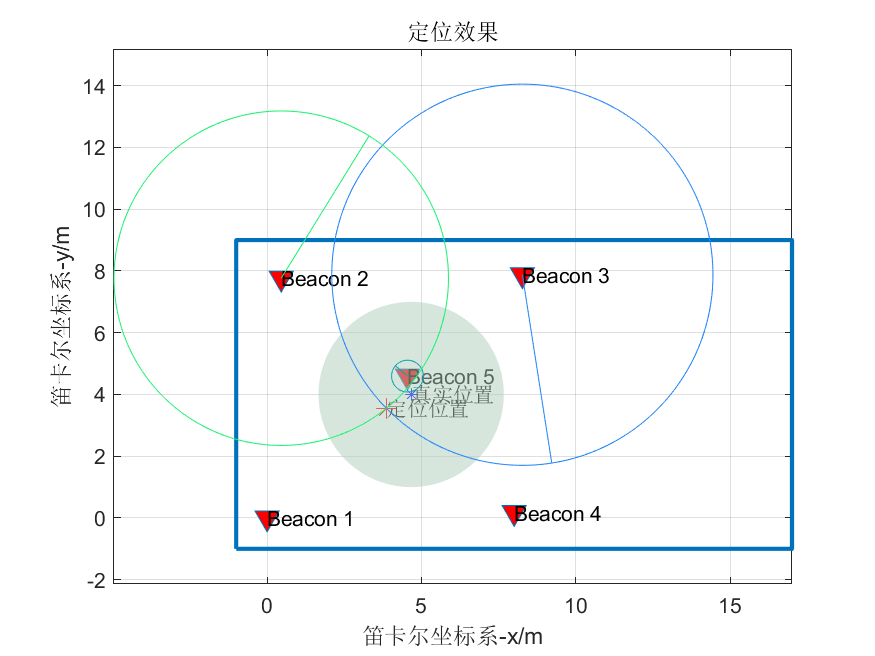 定位效果
14
12
10
8
6
4
2
0
-2
笛卡尔坐标系-y/m
Beacon 2
Beacon 3
Beacon 5
真实位置
定位位置
Beacon 1
Beacon 4
0
5
10
15
笛卡尔坐标系-x/m